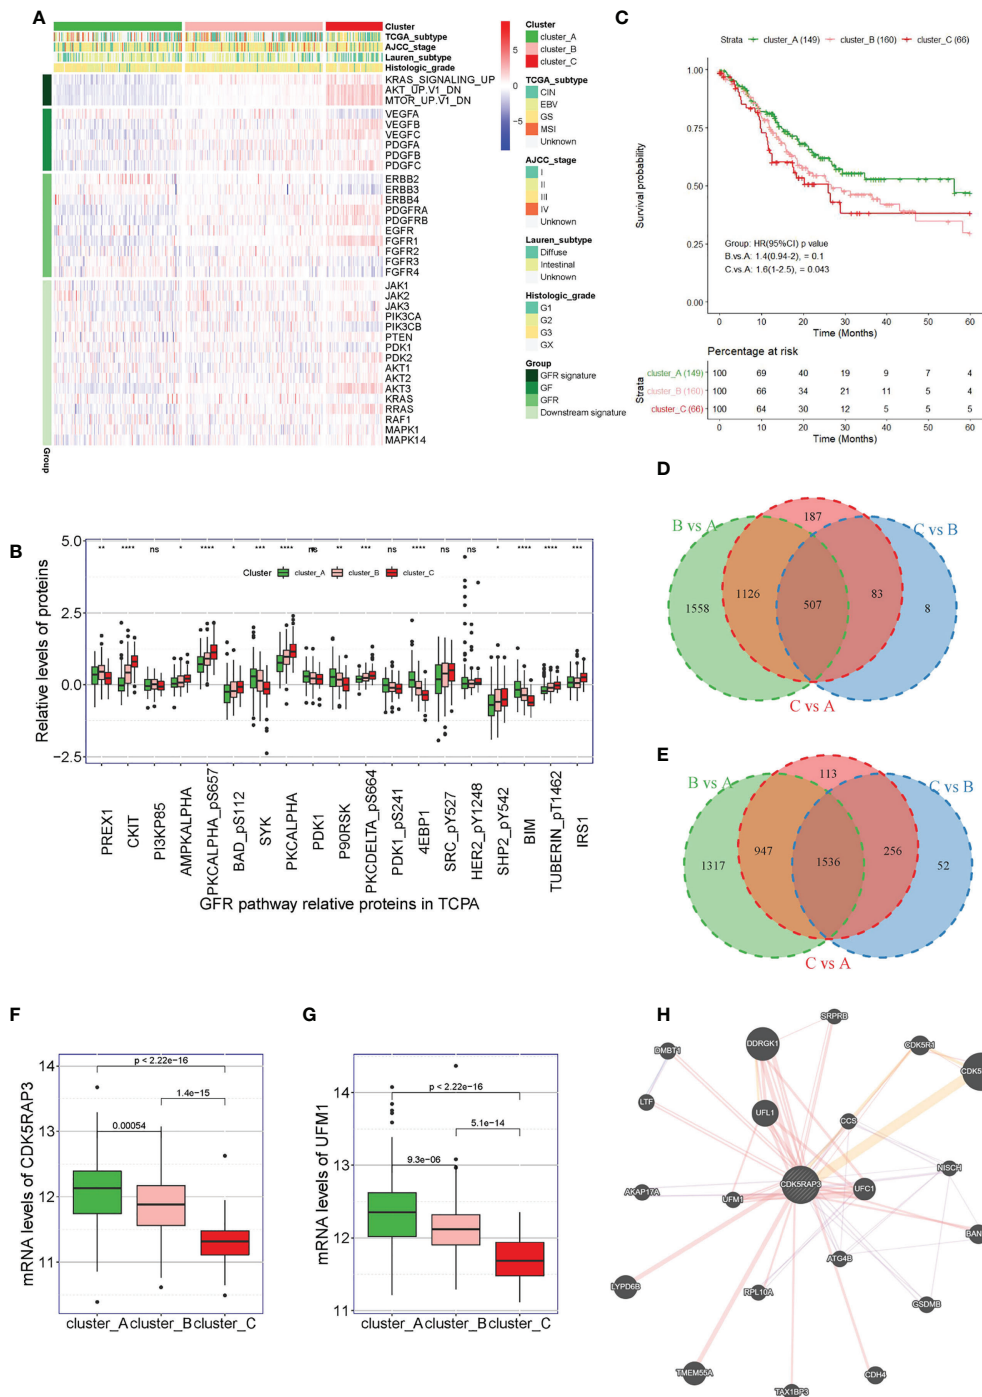 A
Cluster
TCGA_subtype
AJCC_stage
Lauren_subtype
Histologic_grade
KRAS_SIGNALING_UP
AKT_UP.V1_DN
MTOR_UP.V1_DN
VEGFA
VEGFB
VEGFC
PDGFA
PDGFB
PDGFC
ERBB2
ERBB3
ERBB4
PDGFRA
PDGFRB
EGFR
FGFR1
FGFR2
FGFR3
FGFR4
JAK1
JAK2
JAK3
PIK3CA
PIK3CB
PTEN
PDK1
PDK2
AKT1
AKT2
AKT3
KRAS
RRAS
RAF1
MAPK1
MAPK14
Group
5
0
−5
Cluster
cluster_A
cluster_B
cluster_C
TCGA_subtype
CIN
EBV
GS
MSI
Unknown
AJCC_stage
I
II
III
IV
Unknown
Lauren_subtype
Diffuse
Intestinal
Unknown
Histologic_grade
G1
G2
G3
GX
Group
GFR signature
GF
GFR
Downstream signature
C
Strata cluster_A (149) cluster_B (160) cluster_C (66)
Survival probability
1.00
0.75
0.50
0.25
0.00
Group: HR(95%CI) p value
B.vs.A: 1.4(0.94-2), = 0.1
C.vs.A: 1.6(1-2.5), = 0.043
0 10 20 30 40 50 60
Time (Months)
Percentage at risk
Strata
cluster_A (149) 100 69 40 19 9 7 4
cluster_B (160) 100 66 34 21 11 5 4
cluster_C (66) 100 64 30 12 5 5 5
0 10 20 30 40 50 60
Time (Months)
B
Relative levels of proteins
5.0
2.5
0.0
−2.5
** **** ns * **** * *** **** ns ** *** ns **** ns ns * **** **** ***
Cluster cluster_A cluster_B cluster_C
PREX1
CKIT
PI3KP85
AMPKALPHA
PKCALPHA_pS657
BAD_pS112
SYK
PKCALPHA
PDK1
P90RSK
PKCDELTA_pS664
PDK1_pS241
4EBP1
SRC_pY527
HER2_pY1248
SHP2_pY542
BIM
TUBERIN_pT1462
IRS1
GFR pathway relative proteins in TCPA
D
B vs A
C vs B
C vs A
187
1558
1126
507
83
8
E
B vs A
C vs B
C vs A
113
1317
947
1536
256
52
F
mRNA levels of CDK5RAP3
14
13
12
11
p < 2.22e−16
1.4e−15
0.00054
cluster_A cluster_B cluster_C
G
mRNA levels of UFM1
14
13
12
11
p < 2.22e−16
5.1e−14
9.3e−06
cluster_A cluster_B cluster_C
H
SRPRB
DMBT1
DDRGK1
CDK5R1
CDK5
LTF
UFL1
CCS
NISCH
CDK5RAP3
AKAP17A
UFM1
UFC1
BAN
ATG4B
LYPD6B
RPL10A
GSDMB
TMEM55A
CDH4
TAX1BP3